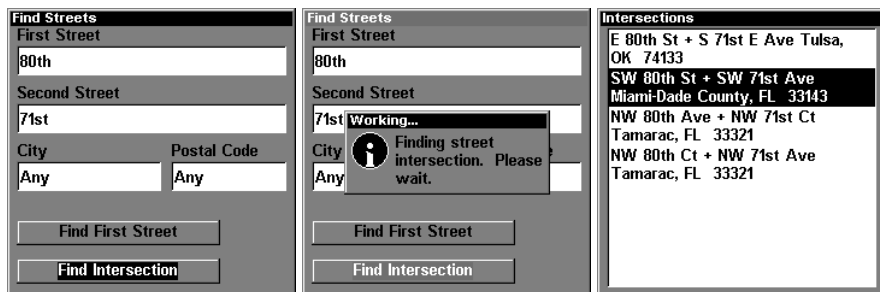 Find Streets
First Street
80th
Second Street
71st
City Postal Code
Any Any
Find First Street
Find Intersection
Find Streets
First Street
80th
Second Street
71st
Working...
Finding street
intersection. Please
wait.
City
Any
Find First Street
Find Intersection
Intersections
E 80th St + S 71st E Ave Tulsa,
OK 74133
SW 80th St + SW 71st Ave
Miami-Dade County, FL 33143
NW 80th Ave + NW 71st Ct
Tamarac, FL 33321
NW 80th Ct + NW 71st Ave
Tamarac, FL 33321